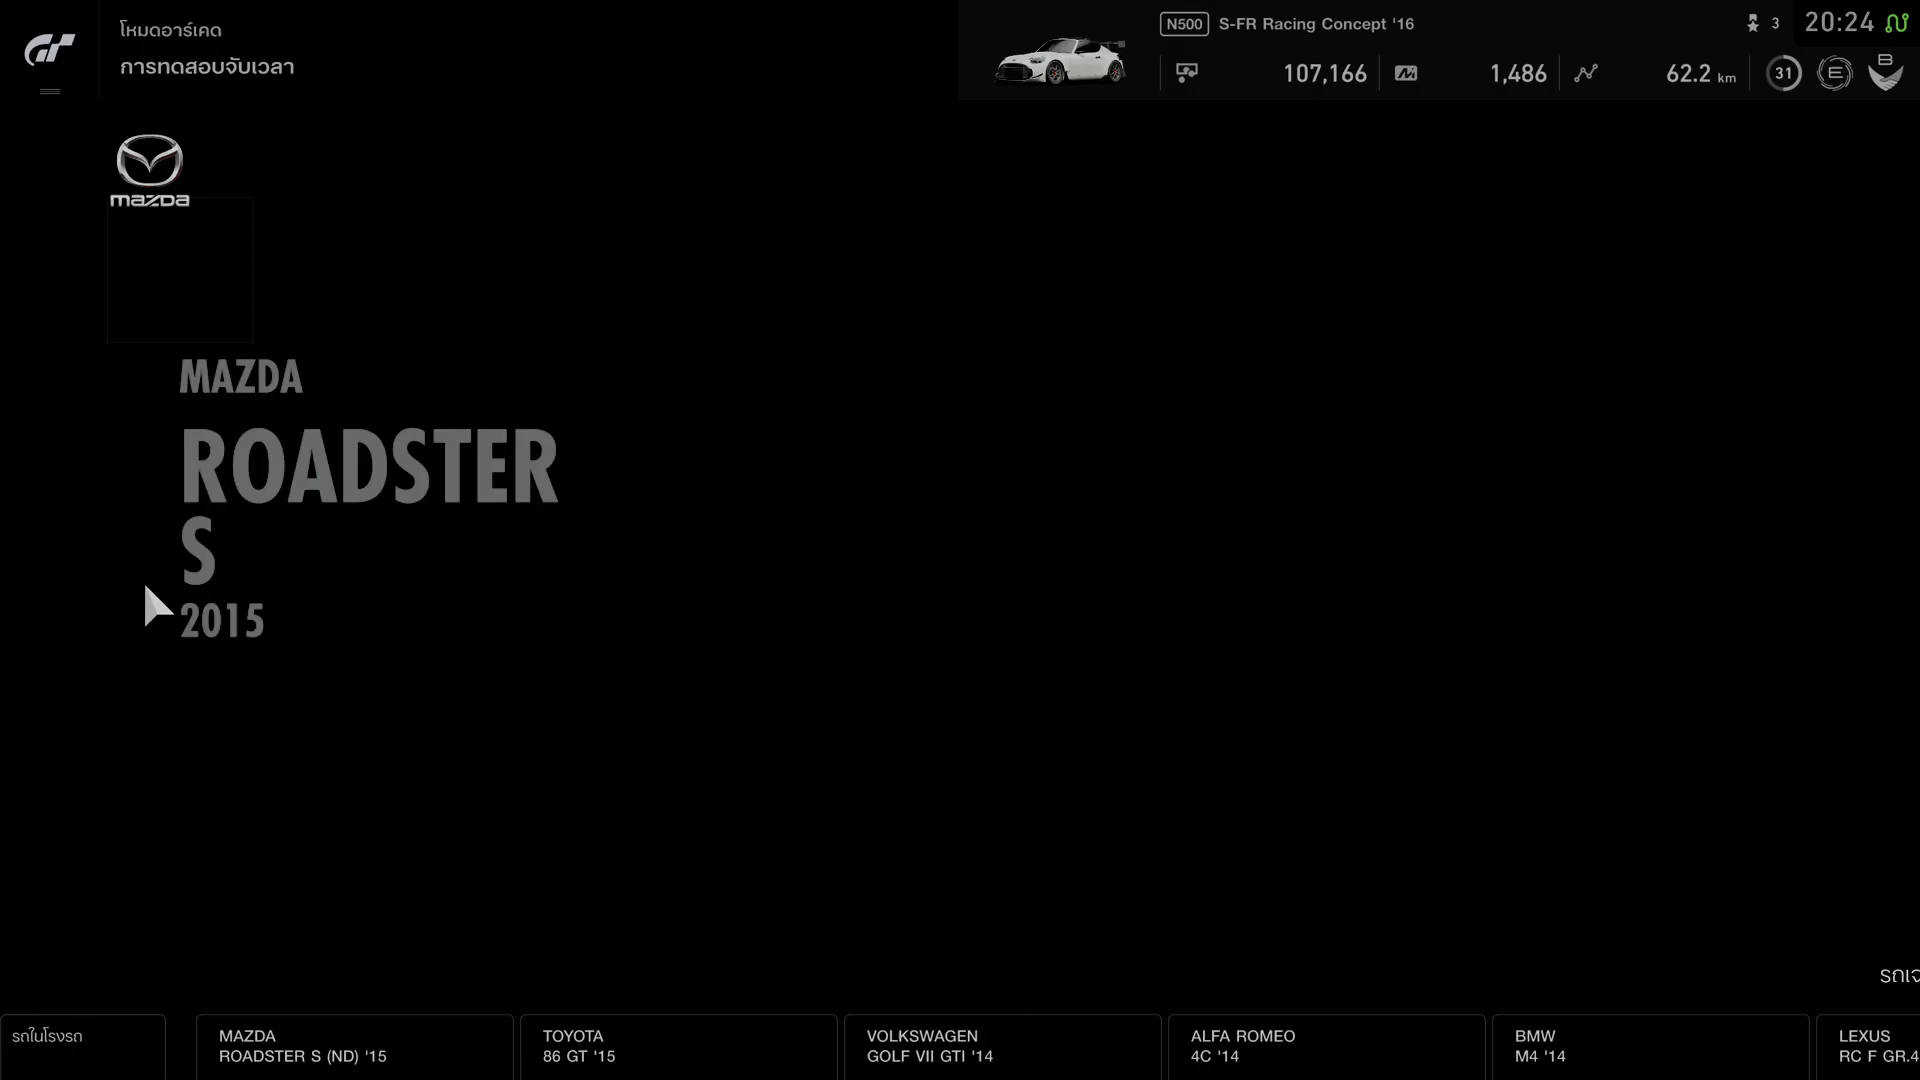 โหมดอาร์เคด
การทดสอบจับเวลา
N500 S-FR Racing Concept '16
107,166
1,486
62.2 km
31
E
B
3
20:24
mazda
MAZDA
ROADSTER
S
2015
รถในโรงรถ
MAZDA
ROADSTER S (ND) '15
TOYOTA
86 GT '15
VOLKSWAGEN
GOLF VII GTI '14
ALFA ROMEO
4C '14
BMW
M4 '14
LEXUS
RC F GR.4